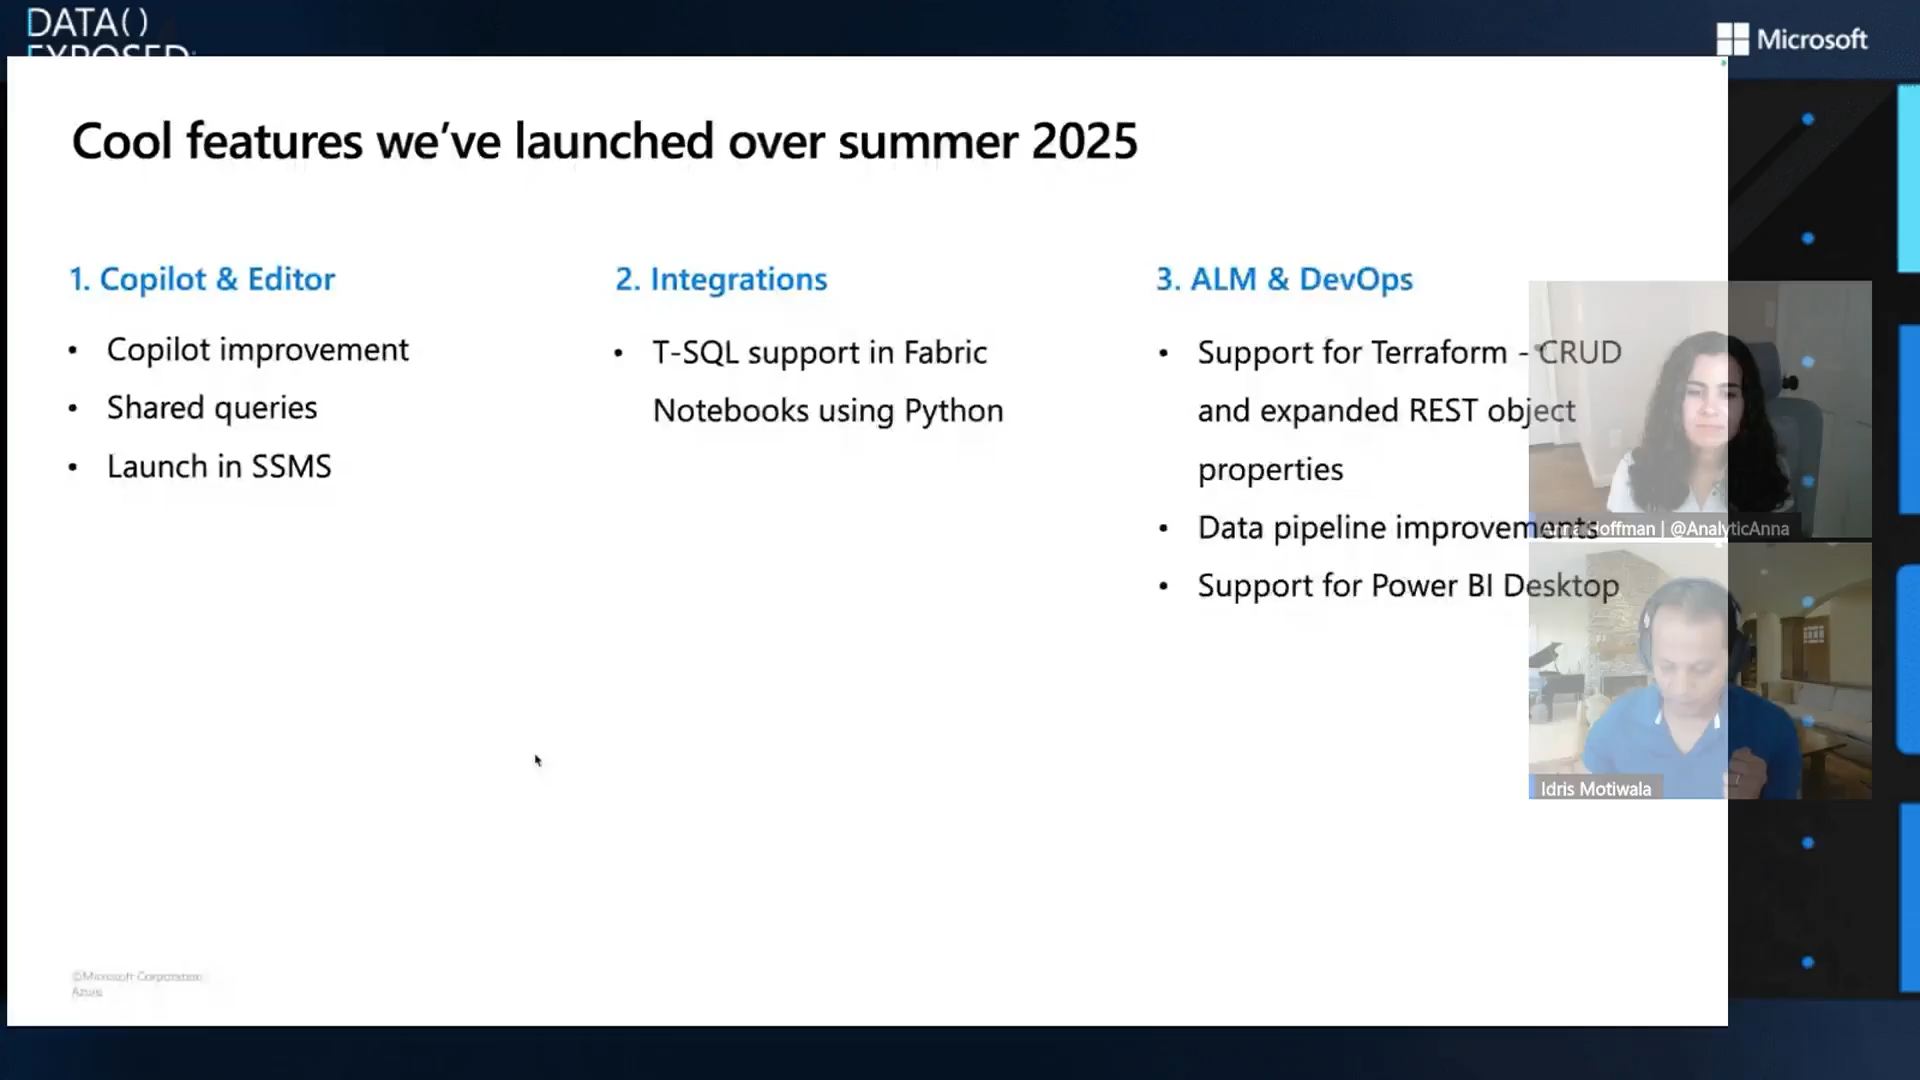 DATA()
EXPOSED:
Microsoft
Cool features we’ve launched over summer 2025
1. Copilot & Editor
• Copilot improvement
• Shared queries
• Launch in SSMS
2. Integrations
• T-SQL support in Fabric
Notebooks using Python
3. ALM & DevOps
• Support for Terraform - CRUD
and expanded REST object
properties
• Data pipeline improvements
• Support for Power BI Desktop
Anna Hoffman | @AnalyticAnna
Idris Motiwala
©Microsoft Corporation
Azure